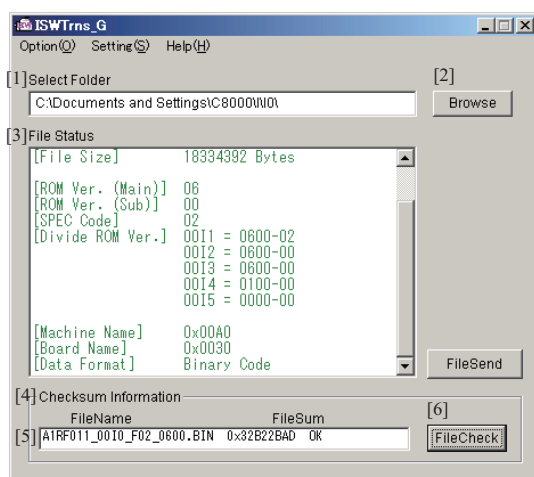 ISWTrns_G
Option(O) Setting(S) Help(H)
[1] Select Folder [2]
C:\Documents and Settings\C8000\IVI0\ Browse
[3] File Status
[File Size] 18334392 Bytes
[ROM Ver. (Main)] 06
[ROM Ver. (Sub)] 00
[SPEC Code] 02
[Divide ROM Ver.] 00I1 = 0600-02
00I2 = 0600-00
00I3 = 0600-00
00I4 = 0100-00
00I5 = 0000-00
[Machine Name] 0x00A0
[Board Name] 0x0030
[Data Format] Binary Code
FileSend
[4] Checksum Information
FileName FileSum [6]
[5] A1RF011_00I0_F02_0600.BIN 0x32B22BAD OK FileCheck